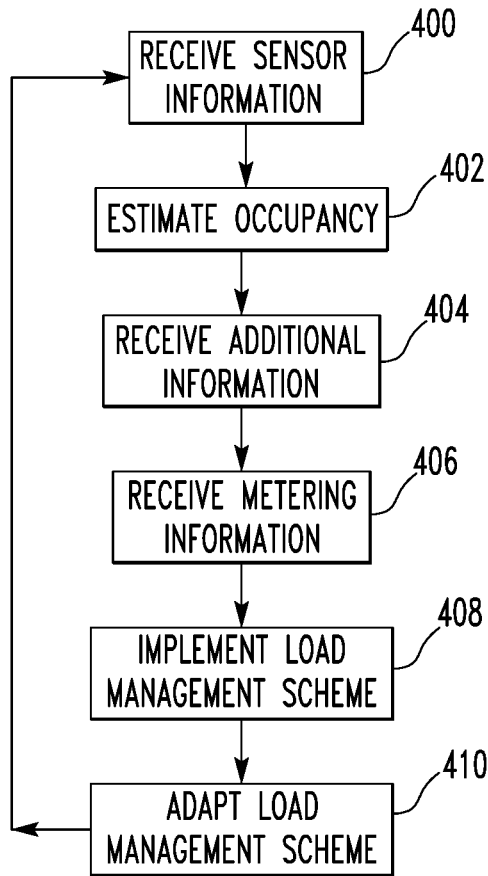 RECEIVE SENSOR
INFORMATION
400
ESTIMATE OCCUPANCY
402
RECEIVE ADDITIONAL
INFORMATION
404
RECEIVE METERING
INFORMATION
406
IMPLEMENT LOAD
MANAGEMENT SCHEME
408
ADAPT LOAD
MANAGEMENT SCHEME
410